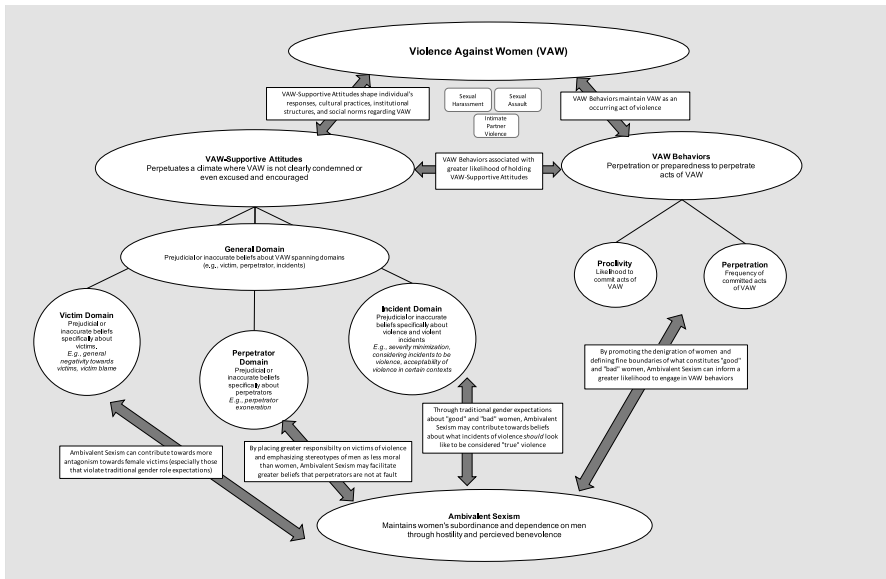 Violence Against Women (VAW)
VAW-Supportive Attitudes shape individual's
responses, cultural practices, institutional
structures, and social norms regarding VAW
Sexual
Harassment
Sexual
Assault
Intimate
Partner
Violence
VAW Behaviors maintain VAW as an
occurring act of violence
VAW-Supportive Attitudes
Perpetuates a climate where VAW is not clearly condemned or
even excused and encouraged
VAW Behaviors associated with
greater likelihood of holding
VAW-Supportive Attitudes
VAW Behaviors
Perpetration or preparedness to perpetrate
acts of VAW
General Domain
Prejudicial or inaccurate beliefs about VAW spanning domains
(e.g., victim, perpetrator, incidents)
Proclivity
Likelihood to
commit acts of
VAW
Perpetration
Frequency of
committed acts
of VAW
Victim Domain
Prejudicial or
inaccurate beliefs
specifically about
victims.
E.g., general
negativity towards
victims, victim blame
Perpetrator
Domain
Prejudicial or
inaccurate beliefs
specifically about
perpetrators
E.g., perpetrator
exoneration
Incident Domain
Prejudicial or inaccurate
beliefs specifically about
violence and violent
incidents
E.g., severity minimization,
considering incidents to be
violence, acceptability of
violence in certain contexts
By promoting the denigration of women and
defining fine boundaries of what constitutes "good"
and "bad" women, Ambivalent Sexism can inform a
greater likelihood to engage in VAW behaviors
Through traditional gender expectations
about "good" and "bad" women, Ambivalent
Sexism may contribute towards beliefs
about what incidents of violence should look
like to be considered "true" violence
Ambivalent Sexism can contribute towards more
antagonism towards female victims (especially those
that violate traditional gender role expectations)
By placing greater responsibility on victims of violence
and emphasizing stereotypes of men as less moral
than women, Ambivalent Sexism may facilitate
greater beliefs that perpetrators are not at fault
Ambivalent Sexism
Maintains women's subordinance and dependence on men
through hostility and percieved benevolence